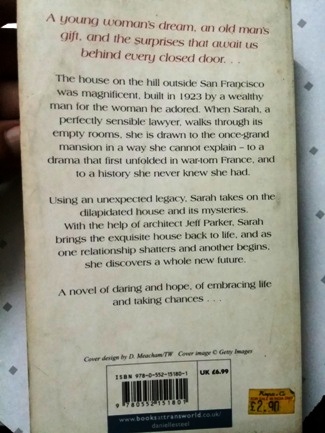 A young woman's dream, an old man's
gift, and the surprises that await us
behind every closed door. . .
The house on the hill outside San Francisco
was magnificent, built in 1923 by a wealthy
man for the woman he adored. When Sarah, a
perfectly sensible lawyer, walks through its
empty rooms, she is drawn to the once-grand
mansion in a way she cannot explain – to a
drama that first unfolded in war-torn France, and
to a history she never knew she had.
Using an unexpected legacy, Sarah takes on the
dilapidated house and its mysteries.
With the help of architect Jeff Parker, Sarah
brings the exquisite house back to life, and as
one relationship shatters and another begins,
she discovers a whole new future.
A novel of daring and hope, of embracing life
and taking chances . . .
Cover design by D. Meacham/TW Cover image © Getty Images
ISBN 978-0-552-15180-1
UK £6.99
9 780552 151801
£2.90
www.booksattransworld.co.uk/
daniellesteel